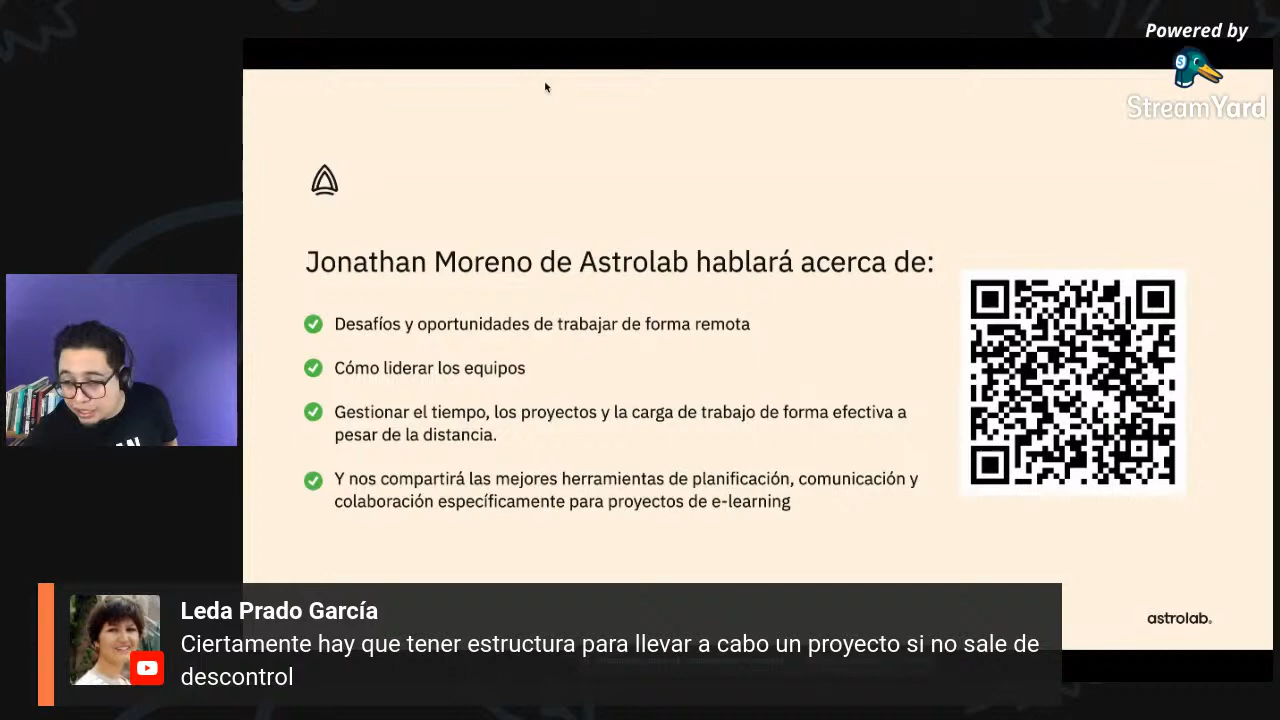 Powered by
StreamYard
Jonathan Moreno de Astrolab hablará acerca de:
Desafíos y oportunidades de trabajar de forma remota
Cómo liderar los equipos
Gestionar el tiempo, los proyectos y la carga de trabajo de forma efectiva a
pesar de la distancia.
Y nos compartirá las mejores herramientas de planificación, comunicación y
colaboración específicamente para proyectos de e-learning
astrolab.
Leda Prado García
Ciertamente hay que tener estructura para llevar a cabo un proyecto si no sale de
descontrol